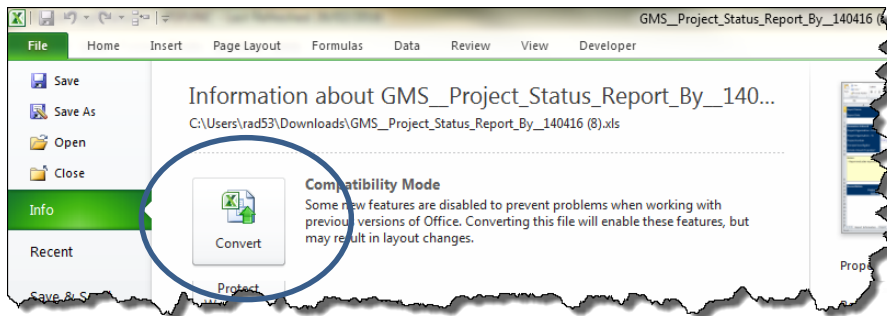 GMS__Project_Status_Report_By__140416 (
File Home Insert Page Layout Formulas Data Review View Developer
Save
Save As
Open
Close
Info
Recent
Save &
Information about GMS__Project_Status_Report_By__140...
C:\Users\rad53\Downloads\GMS__Project_Status_Report_By__140416 (8).xls
Convert
Compatibility Mode
Some new features are disabled to prevent problems when working with
previous versions of Office. Converting this file will enable these features, but
may result in layout changes.
Protect
Prope